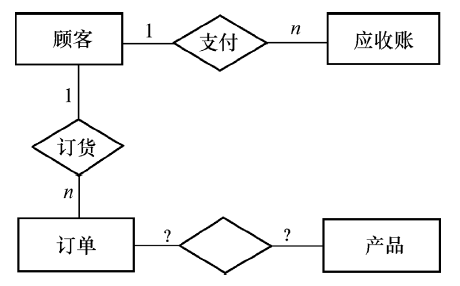 顾客 1 支付 n 应收账
1
订货
n
订单 ? ? 产品